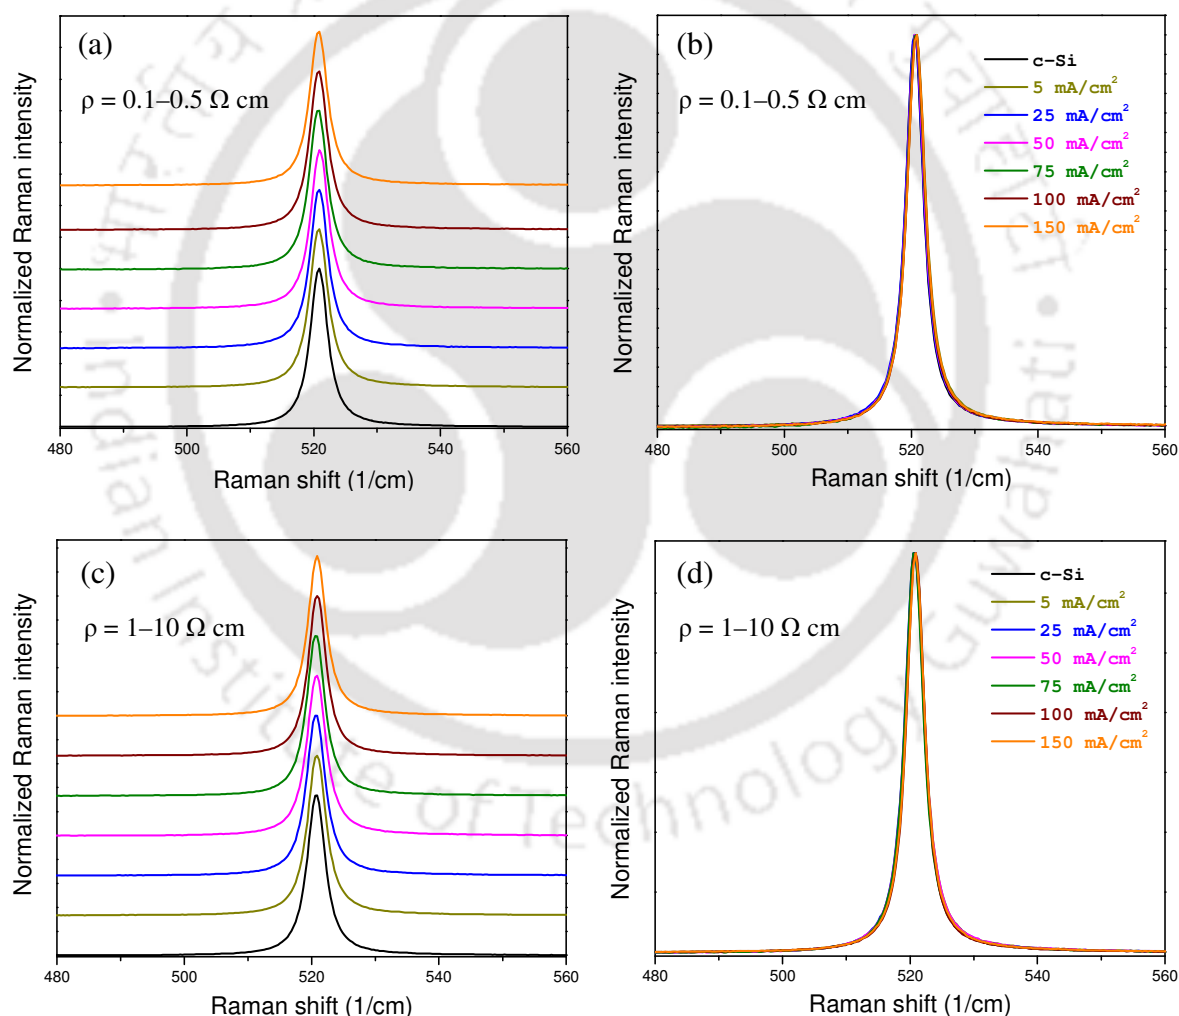 (a)
ρ = 0.1–0.5 Ω cm
Normalized Raman intensity
480 500 520 540 560
Raman shift (1/cm)
(b)
ρ = 0.1–0.5 Ω cm
c-Si
5 mA/cm²
25 mA/cm²
50 mA/cm²
75 mA/cm²
100 mA/cm²
150 mA/cm²
Normalized Raman intensity
480 500 520 540 560
Raman shift (1/cm)
(c)
ρ = 1–10 Ω cm
Normalized Raman intensity
480 500 520 540 560
Raman shift (1/cm)
(d)
ρ = 1–10 Ω cm
c-Si
5 mA/cm²
25 mA/cm²
50 mA/cm²
75 mA/cm²
100 mA/cm²
150 mA/cm²
Normalized Raman intensity
480 500 520 540 560
Raman shift (1/cm)
Indian Institute of Technology Guwahati